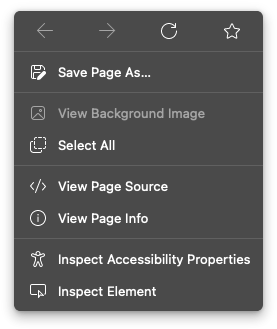 Save Page As...
View Background Image
Select All
View Page Source
View Page Info
Inspect Accessibility Properties
Inspect Element